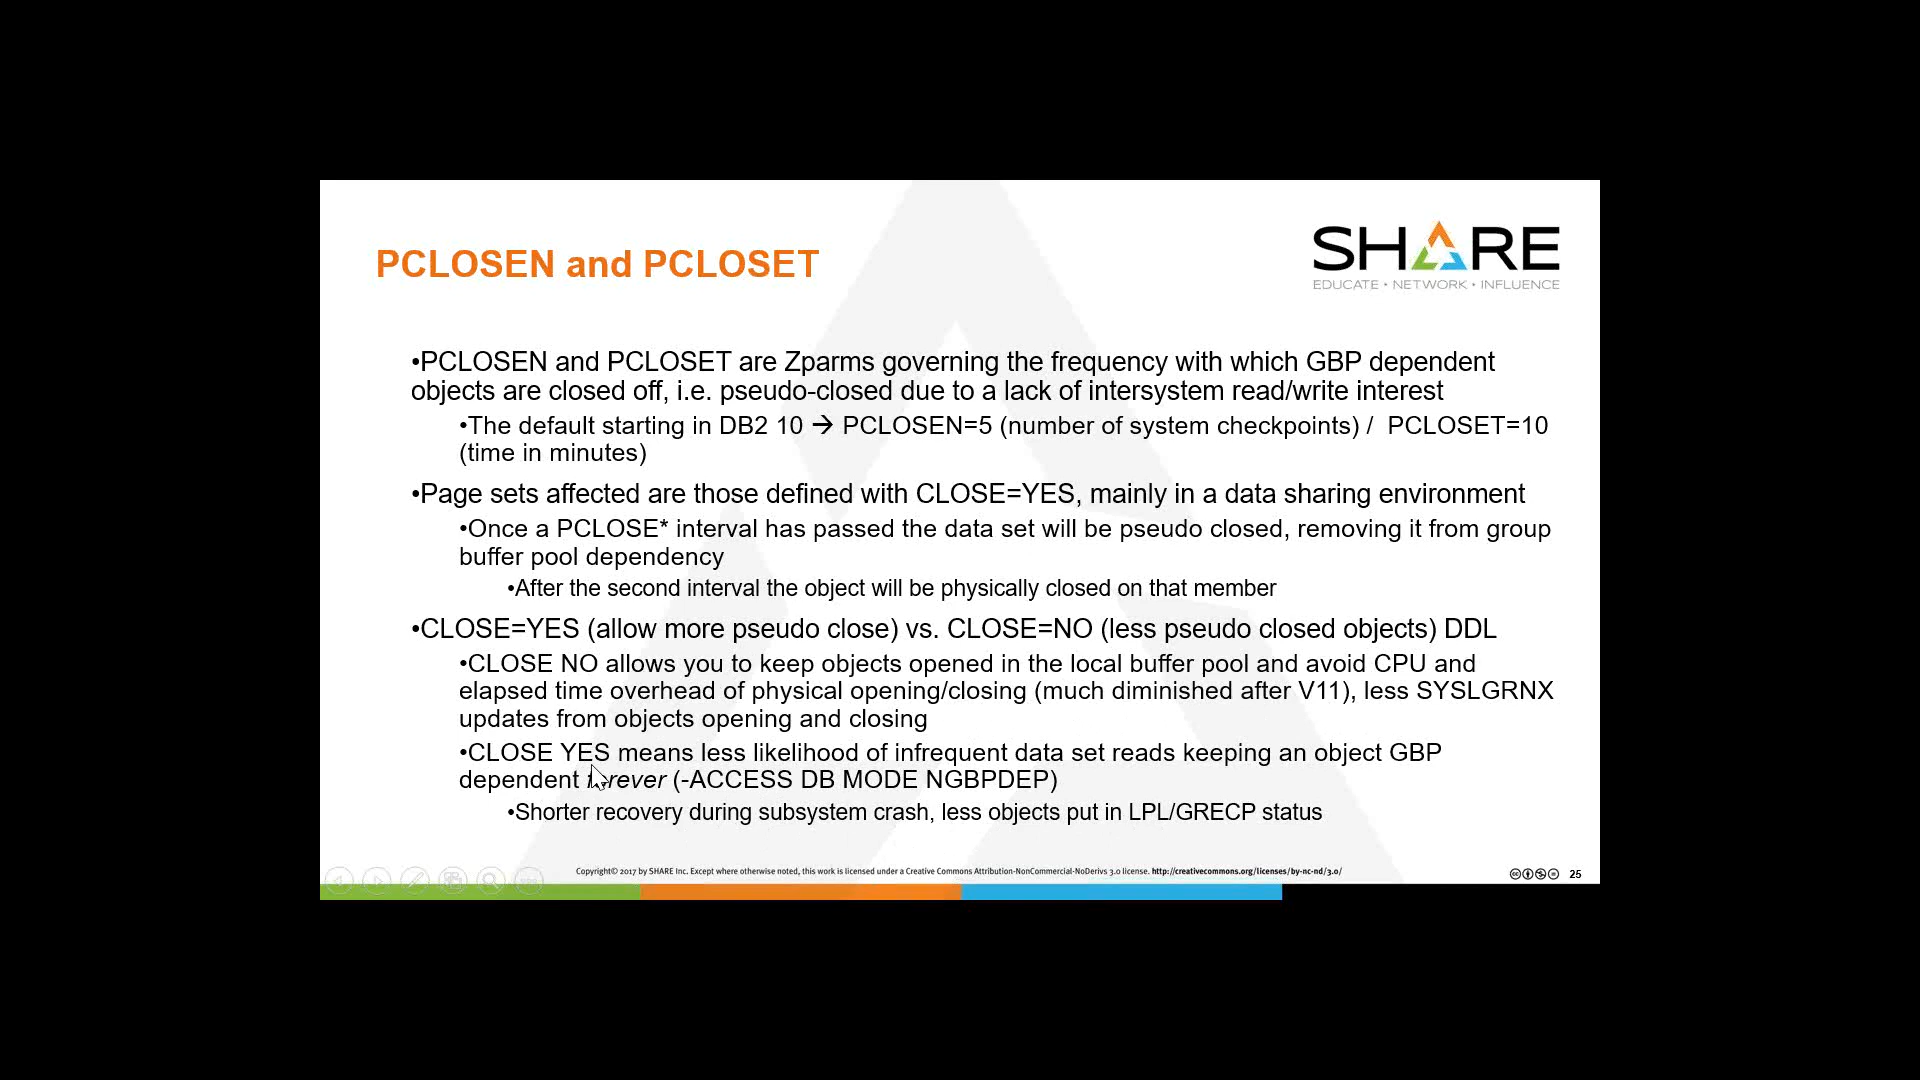 PCLOSEN and PCLOSET
SHARE
EDUCATE • NETWORK • INFLUENCE
•PCLOSEN and PCLOSET are Zparms governing the frequency with which GBP dependent
objects are closed off, i.e. pseudo-closed due to a lack of intersystem read/write interest
•The default starting in DB2 10 → PCLOSEN=5 (number of system checkpoints) / PCLOSET=10
(time in minutes)
•Page sets affected are those defined with CLOSE=YES, mainly in a data sharing environment
•Once a PCLOSE* interval has passed the data set will be pseudo closed, removing it from group
buffer pool dependency
•After the second interval the object will be physically closed on that member
•CLOSE=YES (allow more pseudo close) vs. CLOSE=NO (less pseudo closed objects) DDL
•CLOSE NO allows you to keep objects opened in the local buffer pool and avoid CPU and
elapsed time overhead of physical opening/closing (much diminished after V11), less SYSLGRNX
updates from objects opening and closing
•CLOSE YES means less likelihood of infrequent data set reads keeping an object GBP
dependent forever (-ACCESS DB MODE NGBPDEP)
•Shorter recovery during subsystem crash, less objects put in LPL/GRECP status
Copyright© 2017 by SHARE Inc. Except where otherwise noted, this work is licensed under a Creative Commons Attribution-NonCommercial-NoDerivs 3.0 license. http://creativecommons.org/licenses/by-nc-nd/3.0/
25